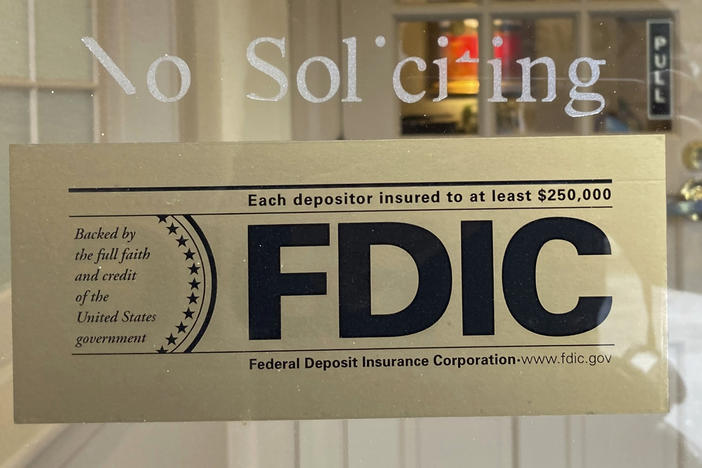 No Soliciting
PULL
Each depositor insured to at least $250,000
Backed by
the full faith
and credit
of the
United States
government
FDIC
Federal Deposit Insurance Corporation·www.fdic.gov